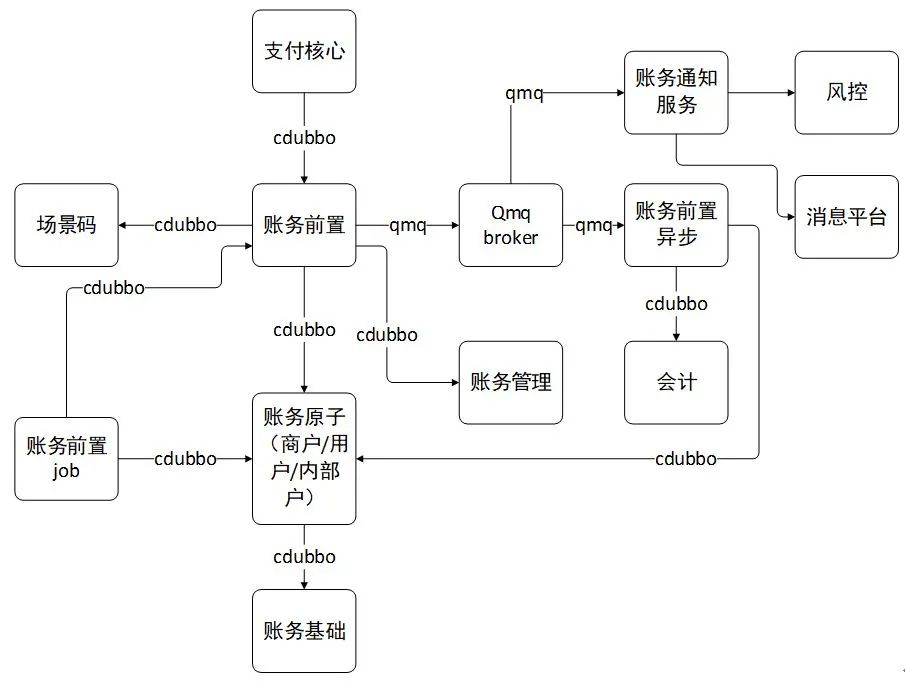 支付核心
cdubbo
账务通知
服务
风控
qmq
场景码
cdubbo
账务前置
qmq
Qmq
broker
qmq
账务前置
异步
消息平台
cdubbo
cdubbo
cdubbo
cdubbo
账务管理
会计
账务前置
job
cdubbo
账务原子
（商户/用
户/内部
户）
cdubbo
cdubbo
账务基础